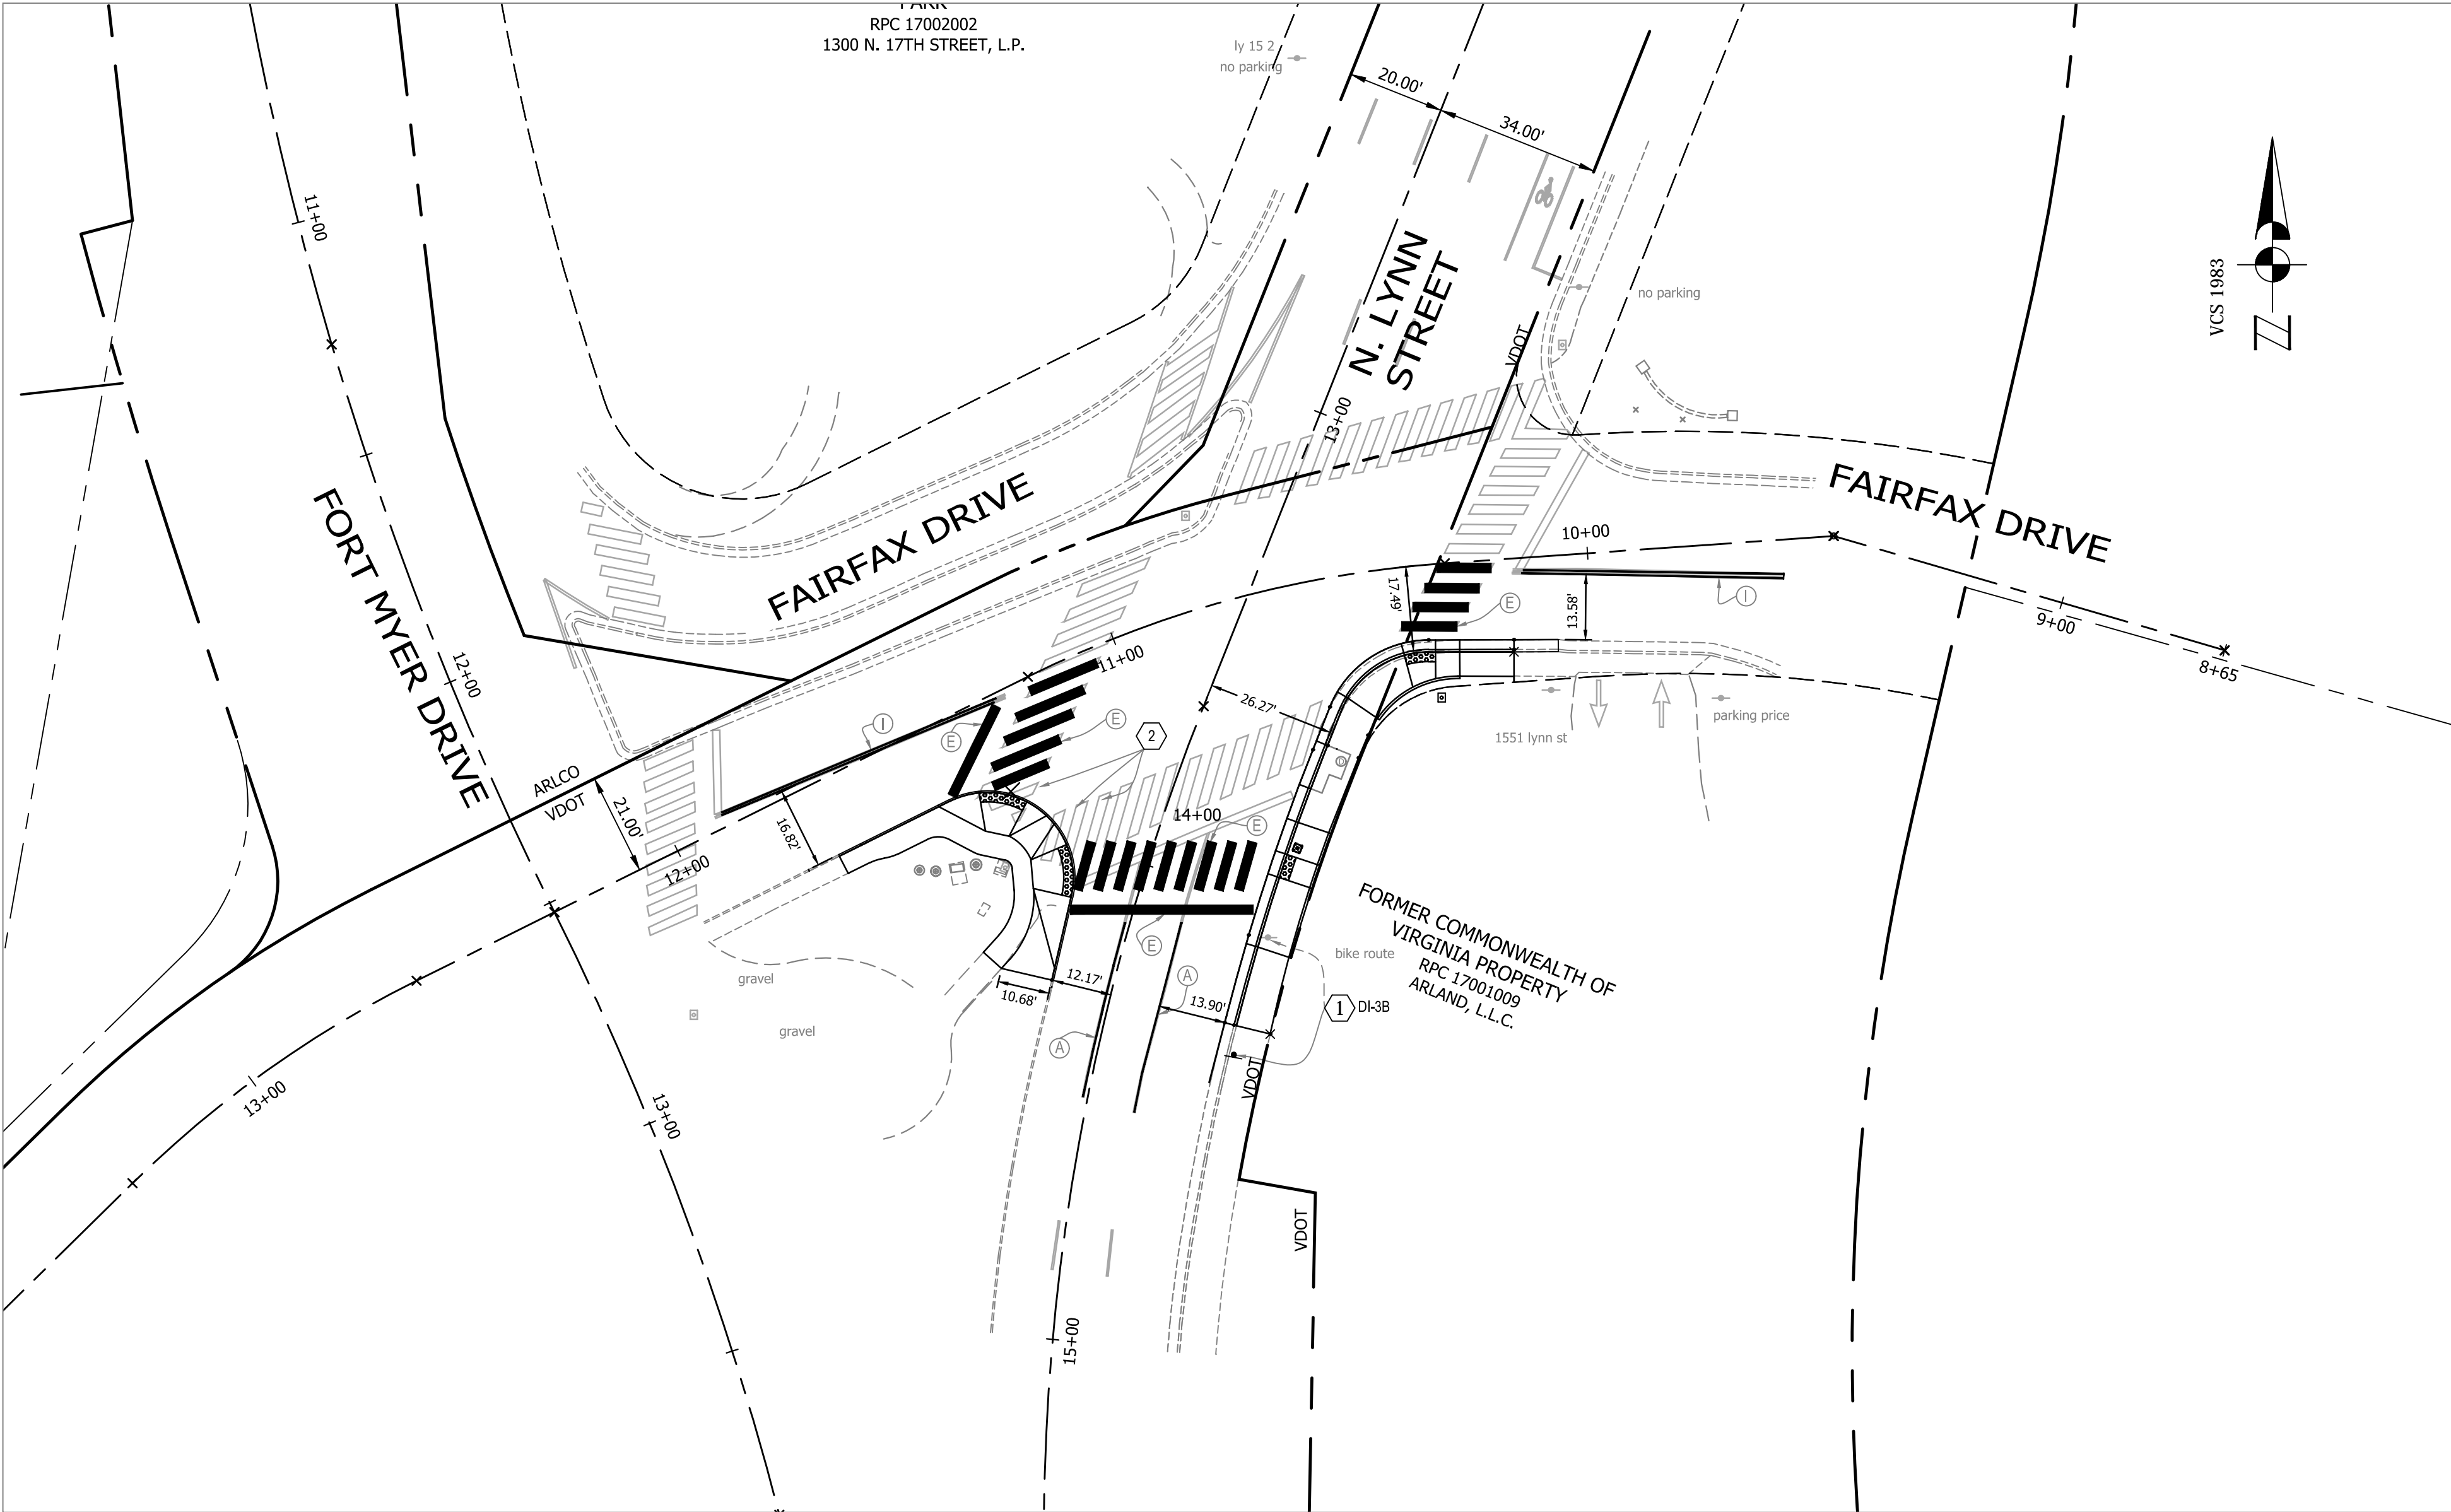 PARK
RPC 17002002
1300 N. 17TH STREET, L.P.
ly 15 2
no parking
20.00'
34.00'
11+00
N. LYNN
STREET
VDOT
no parking
VCS 1983
N
13+00
FORT MYER DRIVE
FAIRFAX DRIVE
FAIRFAX DRIVE
10+00
17.49'
E
13.58'
I
9+00
8+65
12+00
11+00
26.27'
I
E
E
2
parking price
1551 lynn st
ARLCO
VDOT
21.00'
16.82'
12+00
14+00
E
D
E
FORMER COMMONWEALTH OF
VIRGINIA PROPERTY
RPC 17001009
ARLAND, L.L.C.
bike route
gravel
gravel
10.68'
12.17'
A
13.90'
1
DI-3B
A
VDOT
13+00
13+00
VDOT
15+00